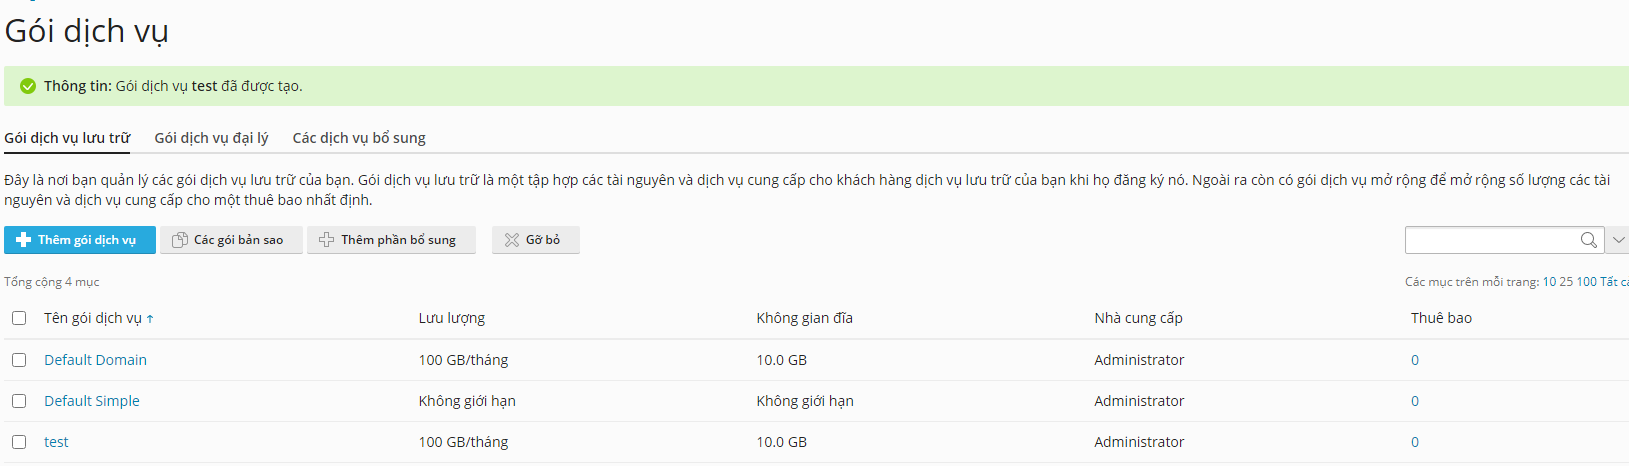 Gói dịch vụ
Thông tin: Gói dịch vụ test đã được tạo.
Gói dịch vụ lưu trữ Gói dịch vụ đại lý Các dịch vụ bổ sung
Đây là nơi bạn quản lý các gói dịch vụ lưu trữ của bạn. Gói dịch vụ lưu trữ là một tập hợp các tài nguyên và dịch vụ cung cấp cho khách hàng dịch vụ lưu trữ của bạn khi họ đăng ký nó. Ngoài ra còn có gói dịch vụ mở rộng để mở rộng số lượng các tài
nguyên và dịch vụ cung cấp cho một thuê bao nhất định.
Thêm gói dịch vụ Các gói bản sao Thêm phần bổ sung Gỡ bỏ
Tổng cộng 4 mục Các mục trên mỗi trang: 10 25 100 Tất
Tên gói dịch vụ ↑ Lưu lượng Không gian đĩa Nhà cung cấp Thuê bao
Default Domain 100 GB/tháng 10.0 GB Administrator 0
Default Simple Không giới hạn Không giới hạn Administrator 0
test 100 GB/tháng 10.0 GB Administrator 0